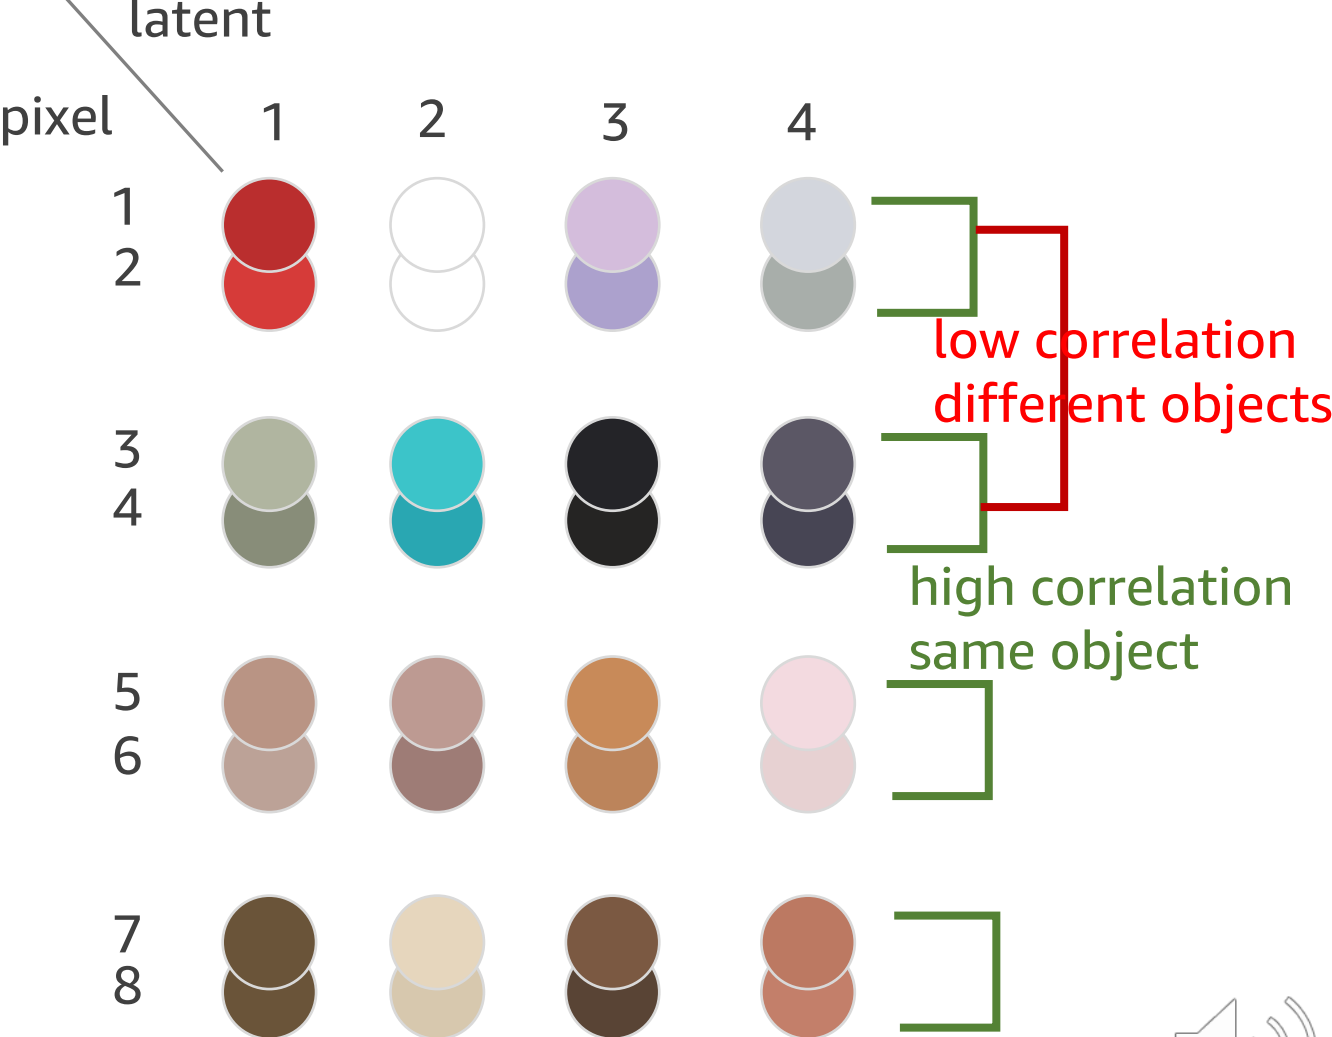 latent
pixel 1 2 3 4
1
2
low correlation
different objects
3
4
high correlation
same object
5
6
7
8